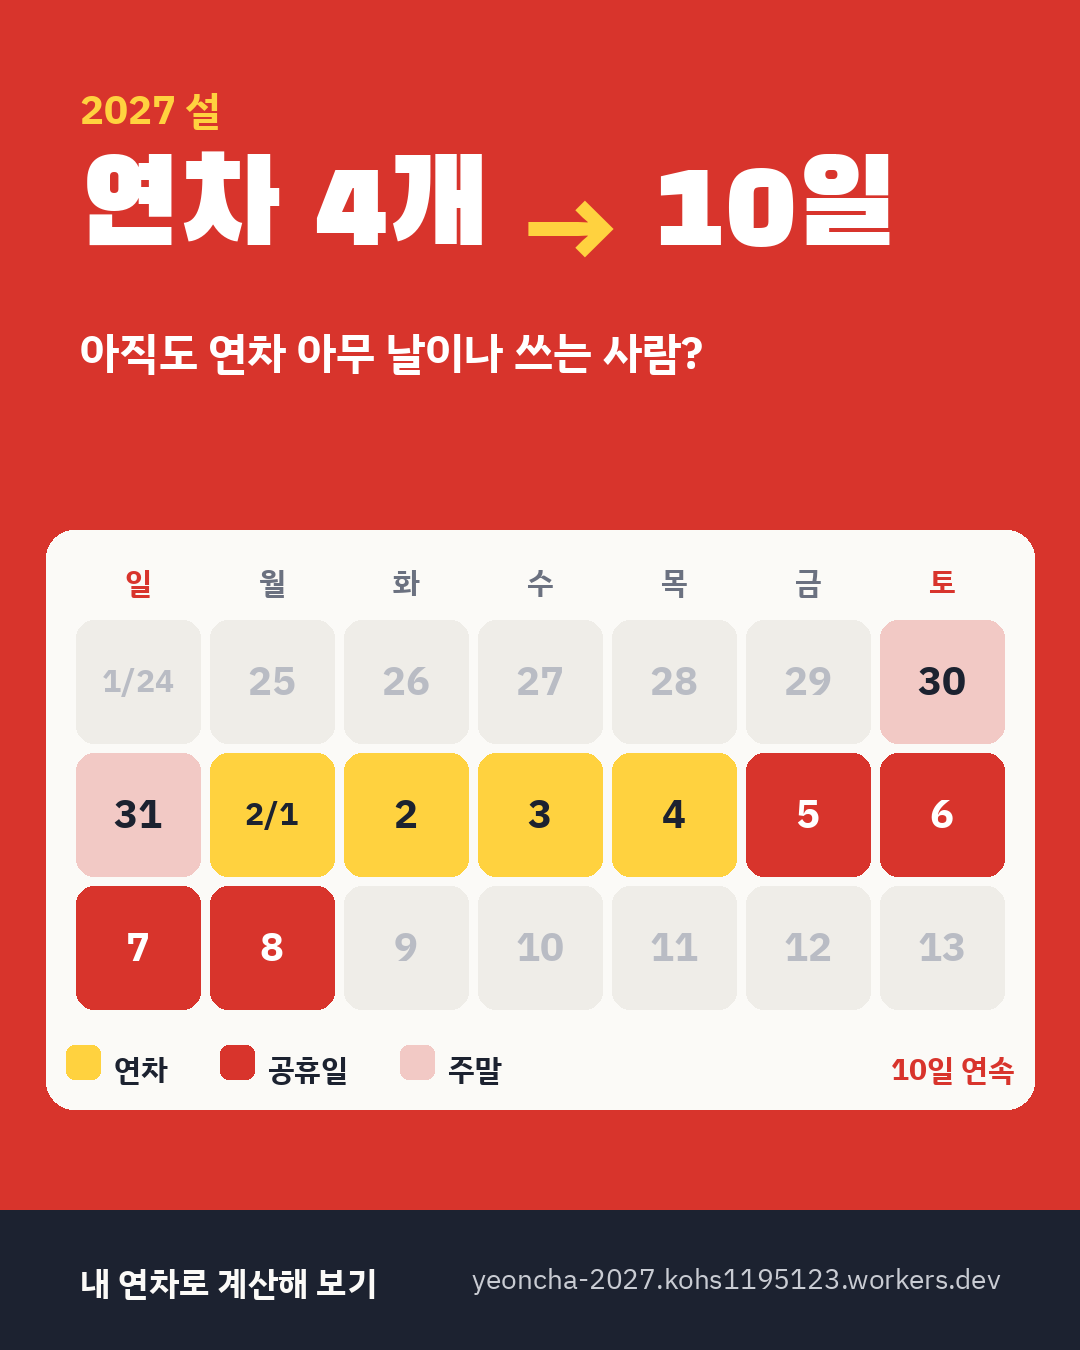 2027 설
연차 4개 → 10일
아직도 연차 아무 날이나 쓰는 사람?
일 월 화 수 목 금 토
1/24 25 26 27 28 29 30
31 2/1 2 3 4 5 6
7 8 9 10 11 12 13
연차 공휴일 주말 10일 연속
내 연차로 계산해 보기 yeoncha-2027.kohs1195123.workers.dev